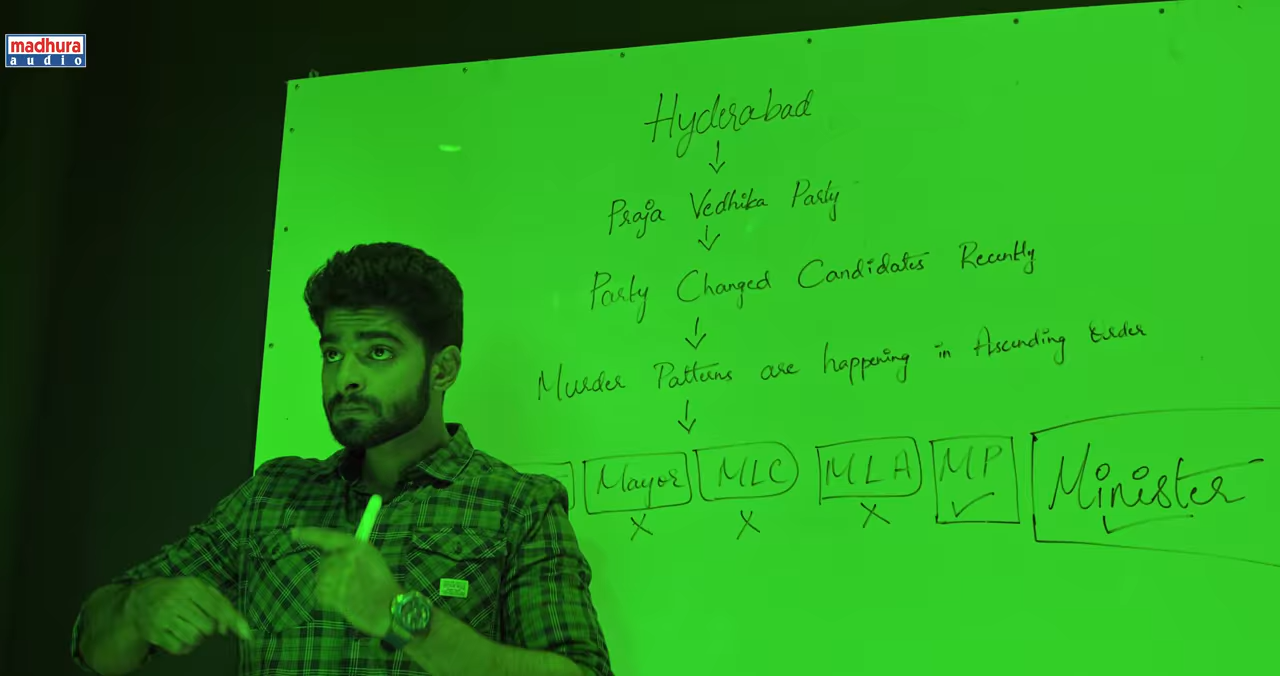 madhura
audio
Hyderabad
Praja Vedhika Party
Party Changed Candidates Recently
Murder Patterns are happening in Ascending Order
Mayor MLC MLA MP Minister